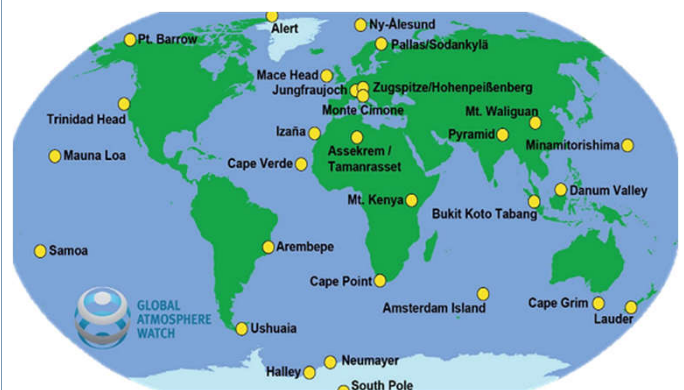 Alert
Ny-Ålesund
Pt. Barrow
Pallas/Sodankylä
Mace Head
Jungfraujoch
Zugspitze/Hohenpeißenberg
Monte Cimone
Trinidad Head
Mt. Waliguan
Izaña
Pyramid
Minamitorishima
Mauna Loa
Assekrem /
Tamanrasset
Cape Verde
Danum Valley
Mt. Kenya
Bukit Koto Tabang
Samoa
Arembepe
Cape Point
Amsterdam Island
Cape Grim
Lauder
GLOBAL
ATMOSPHERE
WATCH
Ushuaia
Neumayer
Halley
South Pole